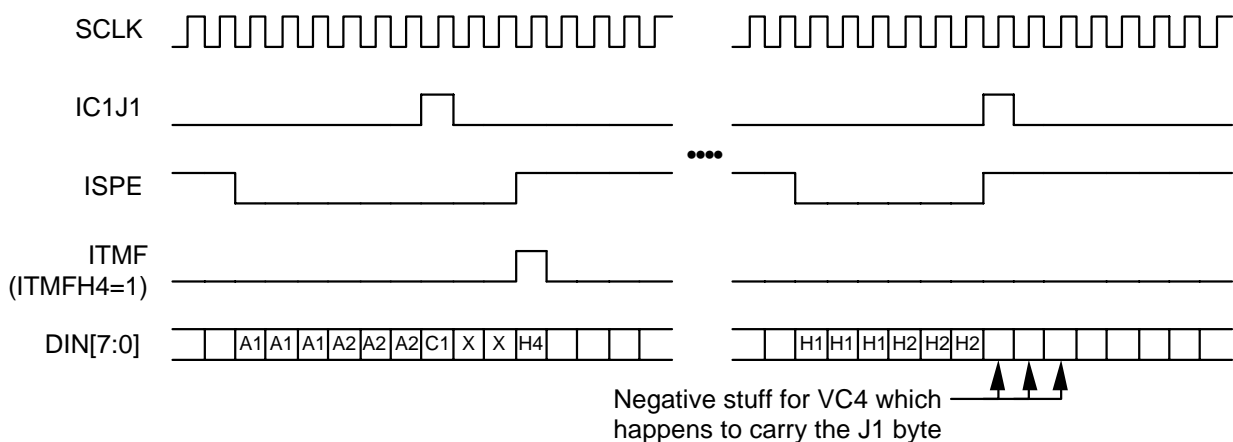 SCLK
IC1J1
ISPE
ITMF
(ITMFH4=1)
DIN[7:0] A1 A1 A1 A2 A2 A2 C1 X X H4 H1 H1 H1 H2 H2 H2
Negative stuff for VC4 which
happens to carry the J1 byte